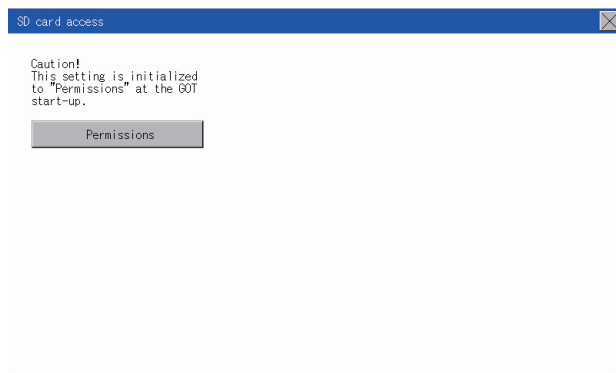 SD card access
Caution!
This setting is initialized
to "Permissions" at the GOT
start-up.
Permissions